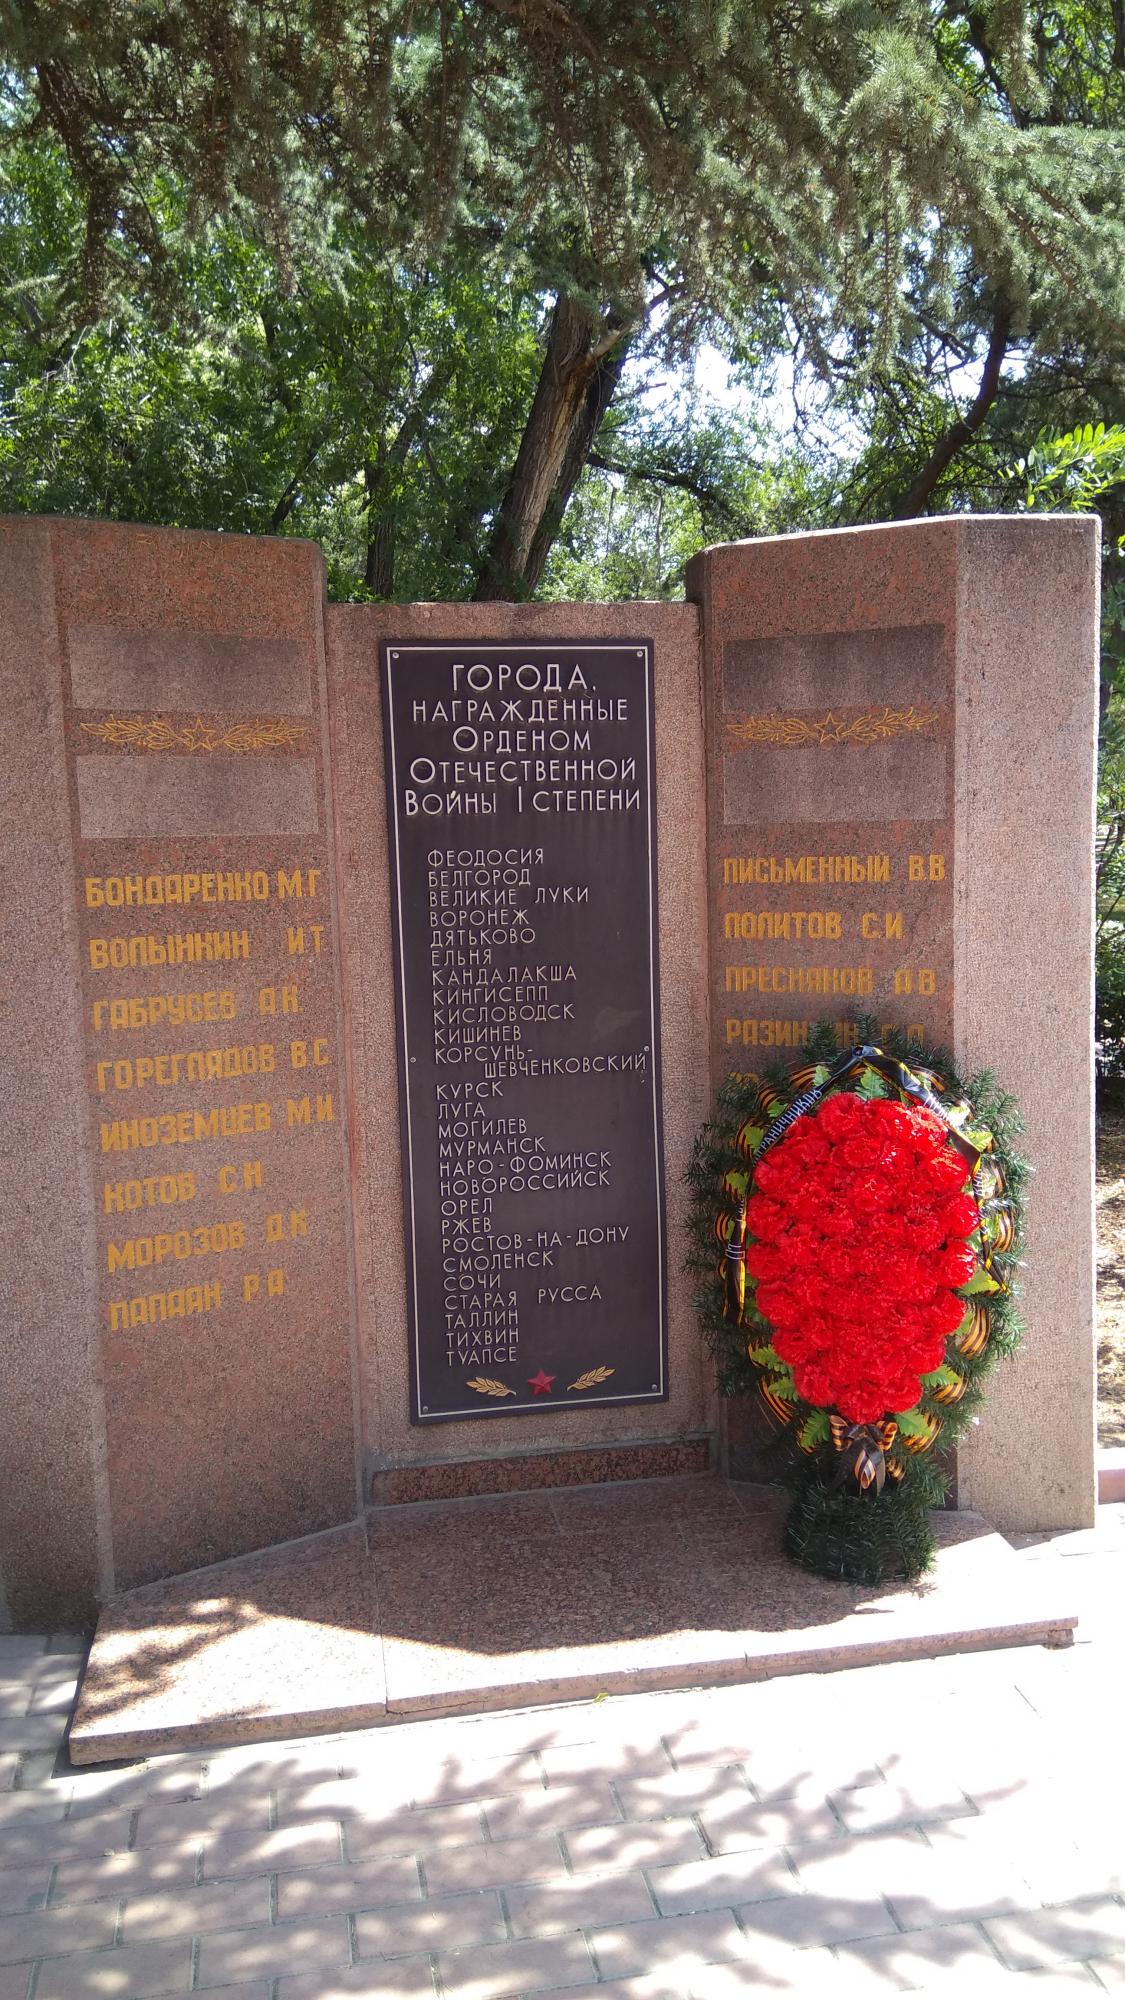 БОНДАРЕНКО М.Г
ВОЛЫНКИН И.Т
ГАБРУСЕВ А.К.
ГОРЕГЛЯДОВ В.С
ИНОЗЕМЦЕВ М.И
КОТОВ С.Н
МОРОЗОВ Д.К
ПАПАЯН Р.А
ГОРОДА,
НАГРАЖДЕННЫЕ
ОРДЕНОМ
ОТЕЧЕСТВЕННОЙ
ВОЙНЫ I СТЕПЕНИ
ФЕОДОСИЯ
БЕЛГОРОД
ВЕЛИКИЕ ЛУКИ
ВОРОНЕЖ
ДЯТЬКОВО
ЕЛЬНЯ
КАНДАЛАКША
КИНГИСЕПП
КИСЛОВОДСК
КИШИНЕВ
КОРСУНЬ-
ШЕВЧЕНКОВСКИЙ
КУРСК
ЛУГА
МОГИЛЕВ
МУРМАНСК
НАРО-ФОМИНСК
НОВОРОССИЙСК
ОРЕЛ
РЖЕВ
РОСТОВ-НА-ДОНУ
СМОЛЕНСК
СОЧИ
СТАРАЯ РУССА
ТАЛЛИН
ТИХВИН
ТУАПСЕ
ПИСЬМЕННЫЙ В.В
ПОЛИТОВ С.И
ПРЕСНЯКОВ А.В